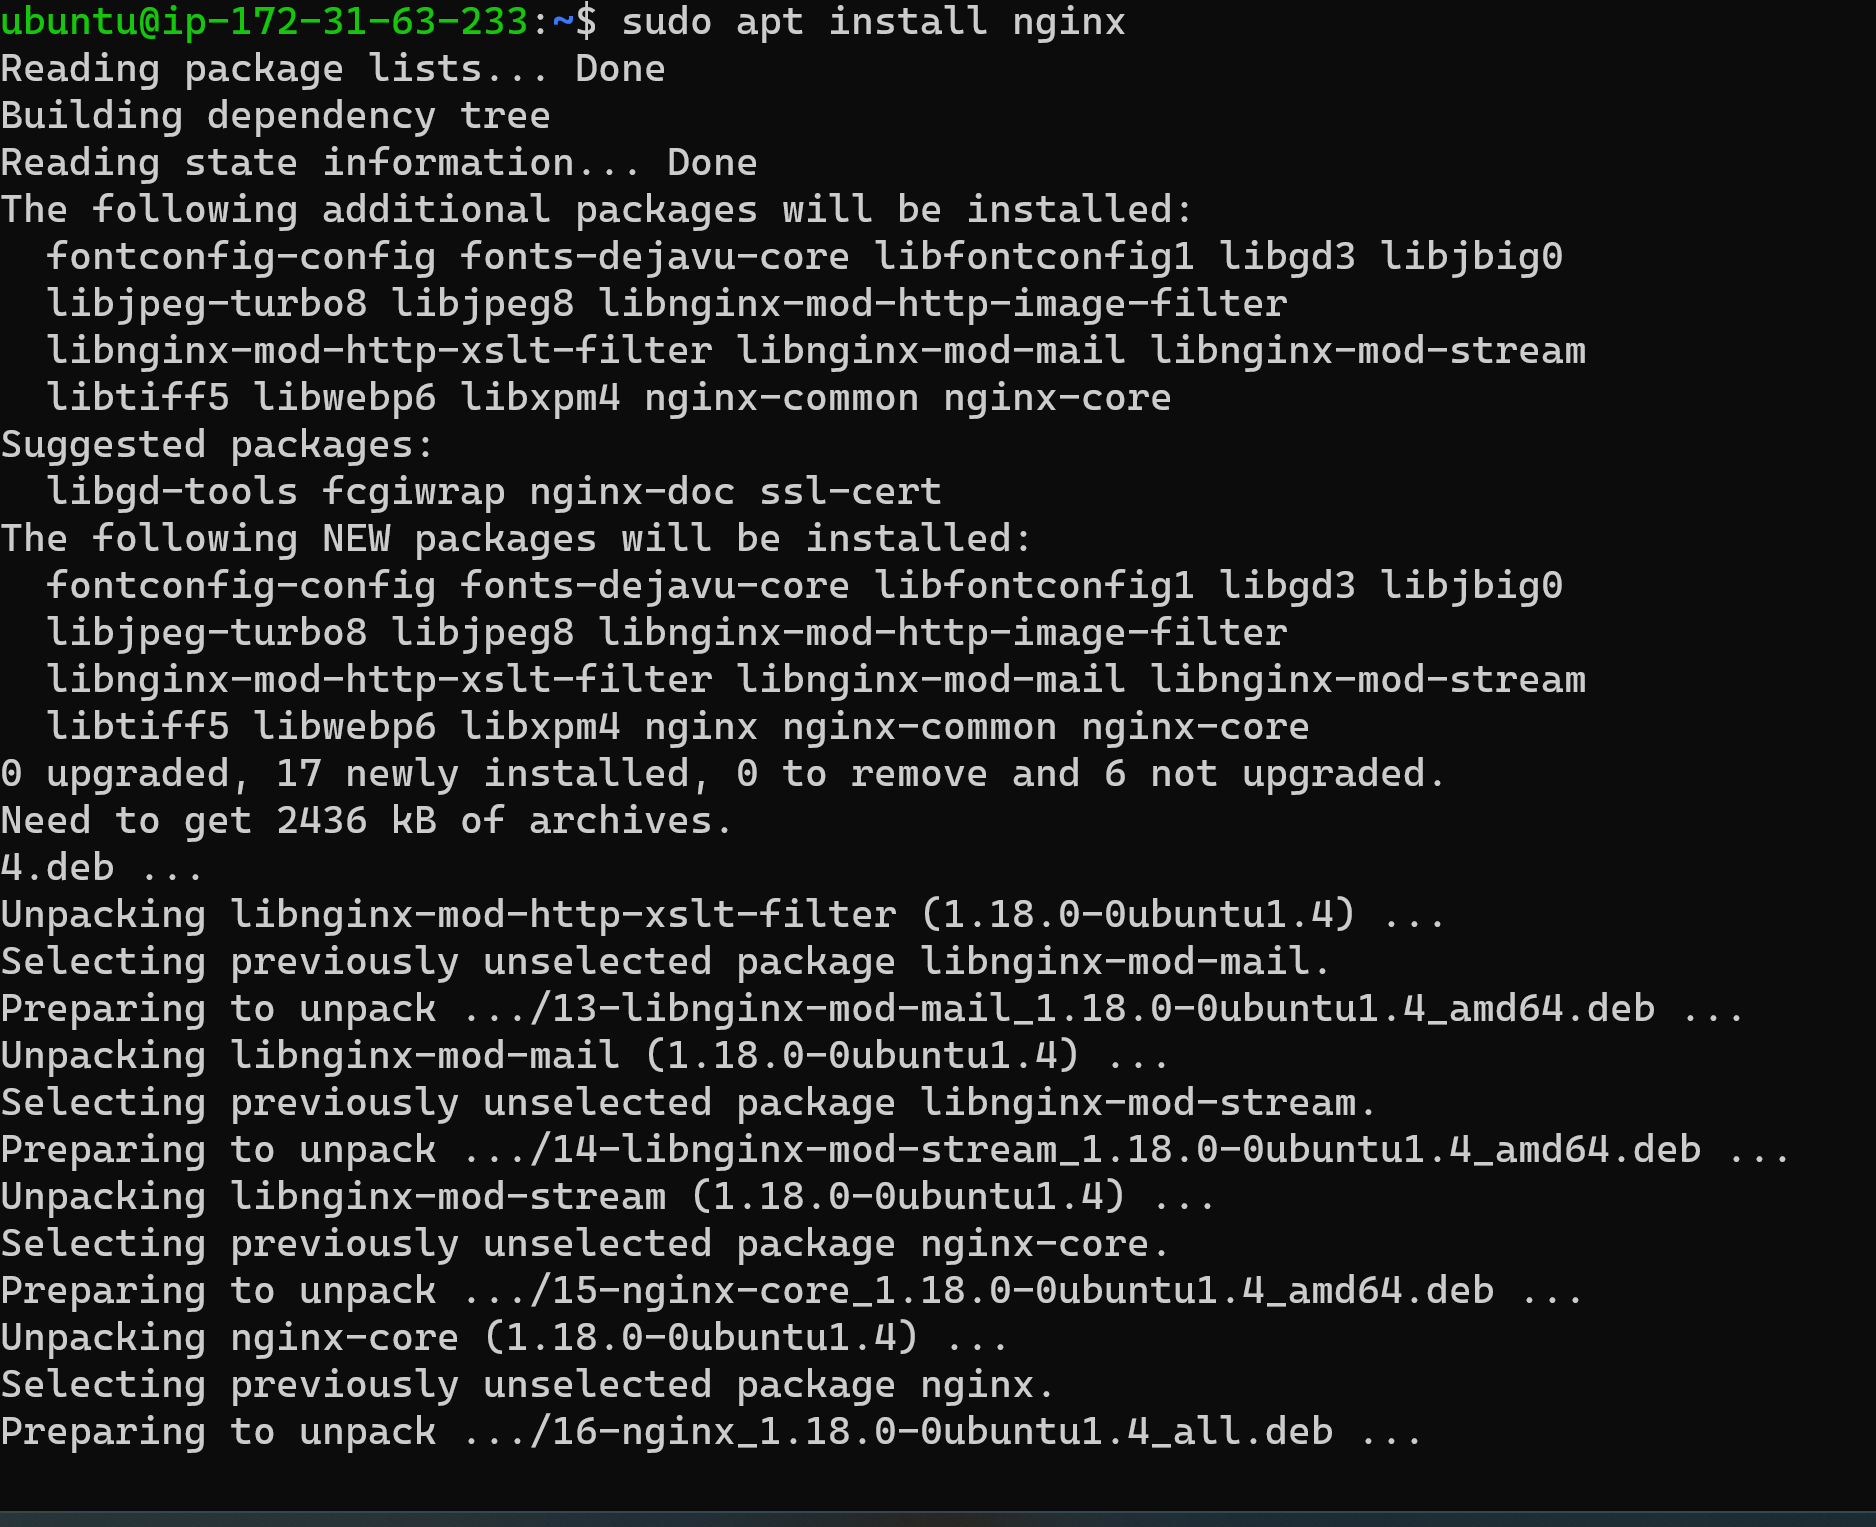 ubuntu@ip-172-31-63-233:~$ sudo apt install nginx
Reading package lists... Done
Building dependency tree
Reading state information... Done
The following additional packages will be installed:
  fontconfig-config fonts-dejavu-core libfontconfig1 libgd3 libjbig0
  libjpeg-turbo8 libjpeg8 libnginx-mod-http-image-filter
  libnginx-mod-http-xslt-filter libnginx-mod-mail libnginx-mod-stream
  libtiff5 libwebp6 libxpm4 nginx-common nginx-core
Suggested packages:
  libgd-tools fcgiwrap nginx-doc ssl-cert
The following NEW packages will be installed:
  fontconfig-config fonts-dejavu-core libfontconfig1 libgd3 libjbig0
  libjpeg-turbo8 libjpeg8 libnginx-mod-http-image-filter
  libnginx-mod-http-xslt-filter libnginx-mod-mail libnginx-mod-stream
  libtiff5 libwebp6 libxpm4 nginx nginx-common nginx-core
0 upgraded, 17 newly installed, 0 to remove and 6 not upgraded.
Need to get 2436 kB of archives.
4.deb ...
Unpacking libnginx-mod-http-xslt-filter (1.18.0-0ubuntu1.4) ...
Selecting previously unselected package libnginx-mod-mail.
Preparing to unpack .../13-libnginx-mod-mail_1.18.0-0ubuntu1.4_amd64.deb ...
Unpacking libnginx-mod-mail (1.18.0-0ubuntu1.4) ...
Selecting previously unselected package libnginx-mod-stream.
Preparing to unpack .../14-libnginx-mod-stream_1.18.0-0ubuntu1.4_amd64.deb ...
Unpacking libnginx-mod-stream (1.18.0-0ubuntu1.4) ...
Selecting previously unselected package nginx-core.
Preparing to unpack .../15-nginx-core_1.18.0-0ubuntu1.4_amd64.deb ...
Unpacking nginx-core (1.18.0-0ubuntu1.4) ...
Selecting previously unselected package nginx.
Preparing to unpack .../16-nginx_1.18.0-0ubuntu1.4_all.deb ...